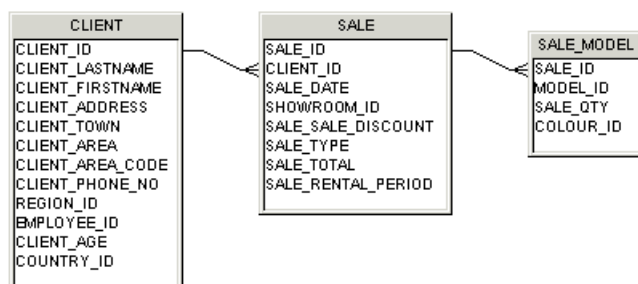 CLIENT
CLIENT_ID
CLIENT_LASTNAME
CLIENT_FIRSTNAME
CLIENT_ADDRESS
CLIENT_TOWN
CLIENT_AREA
CLIENT_AREA_CODE
CLIENT_PHONE_NO
REGION_ID
EMPLOYEE_ID
CLIENT_AGE
COUNTRY_ID
SALE
SALE_ID
CLIENT_ID
SALE_DATE
SHOWROOM_ID
SALE_SALE_DISCOUNT
SALE_TYPE
SALE_TOTAL
SALE_RENTAL_PERIOD
SALE_MODEL
SALE_ID
MODEL_ID
SALE_QTY
COLOUR_ID